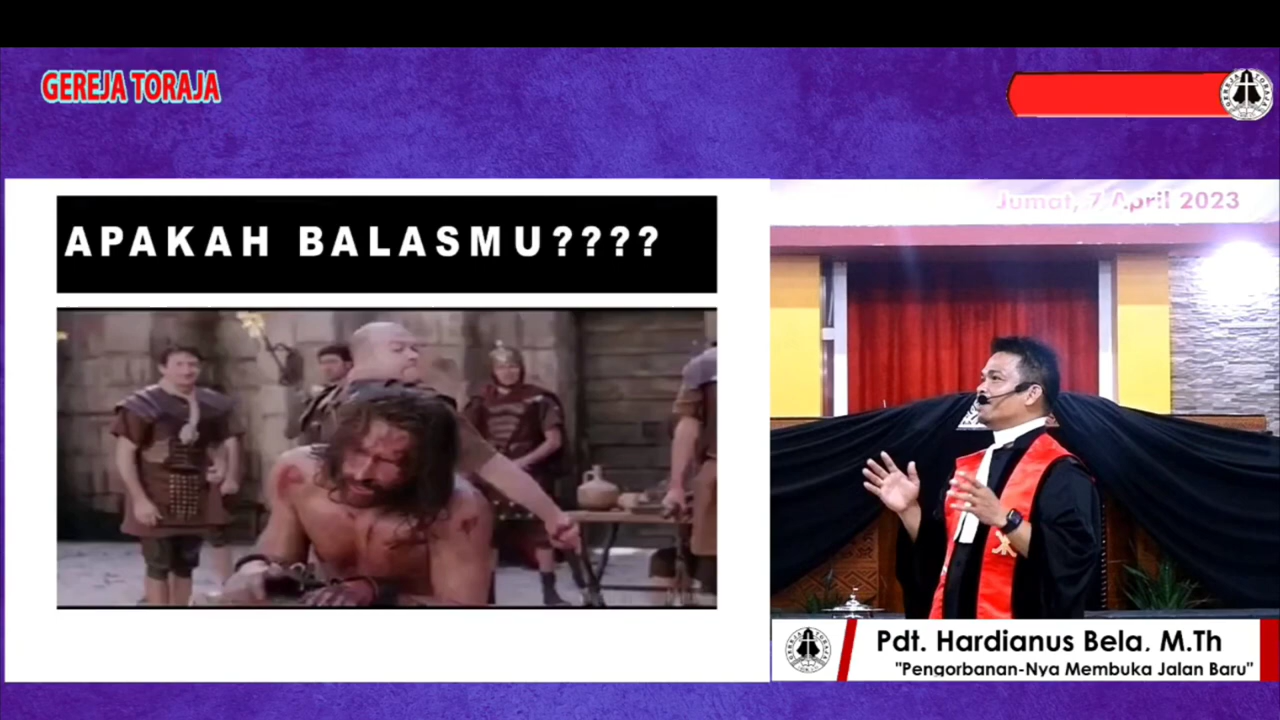 GEREJA TORAJA
Jumat, 7 April 2023
APAKAH BALASMU????
Pdt. Hardianus Bela. M.Th
"Pengorbanan-Nya Membuka Jalan Baru"